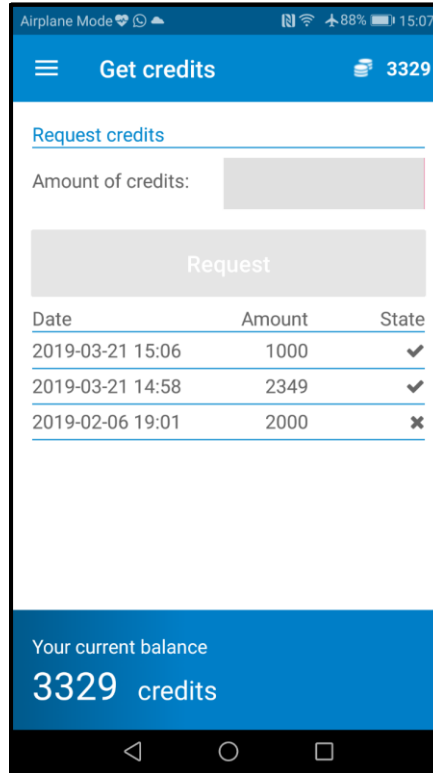 Airplane Mode 88% 15:07
Get credits 3329
Request credits
Amount of credits:
Request
Date Amount State
2019-03-21 15:06 1000 ✔
2019-03-21 14:58 2349 ✔
2019-02-06 19:01 2000 ✖
Your current balance
3329 credits